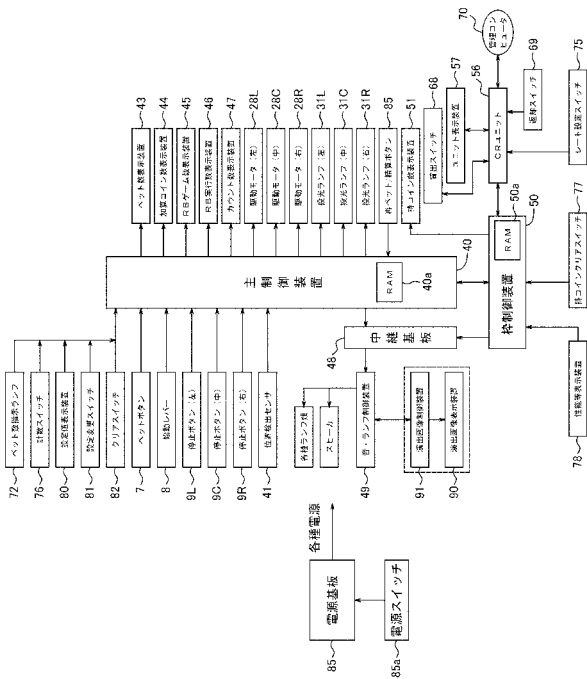 ベット数表示装置 43
加算コイン数表示装置 44
RBゲーム数表示装置 45
RB実行数表示装置 46
カウント数表示装置 47
駆動モータ(左) 28L
駆動モータ(中) 28C
駆動モータ(右) 28R
投光ランプ(左) 31L
投光ランプ(中) 31C
投光ランプ(右) 31R
再ベット精算ボタン 85
持コイン数表示装置 51
主制御装置
RAM
40a
40
72 ベット数指示ランプ
76 計数スイッチ
80 設定値表示装置
81 設定変更スイッチ
82 クリアスイッチ
7 ベットボタン
8 始動レバー
9L 停止ボタン(左)
9C 停止ボタン(中)
9R 停止ボタン(右)
41 位置検出センサ
48
中継基板
各種ランプ類
スピーカ
49 音・ランプ制御装置
91 演出画像制御装置
90 演出画像表示装置
70
管理コンピュータ
56
CRユニット
68
貸出スイッチ
57
ユニット表示装置
返却スイッチ
69
レート設定スイッチ
75
枠制御装置
RAM
50a
50
持コインクリアスイッチ
77
性能等表示装置
78
各種電源
85 電源基板
85a 電源スイッチ